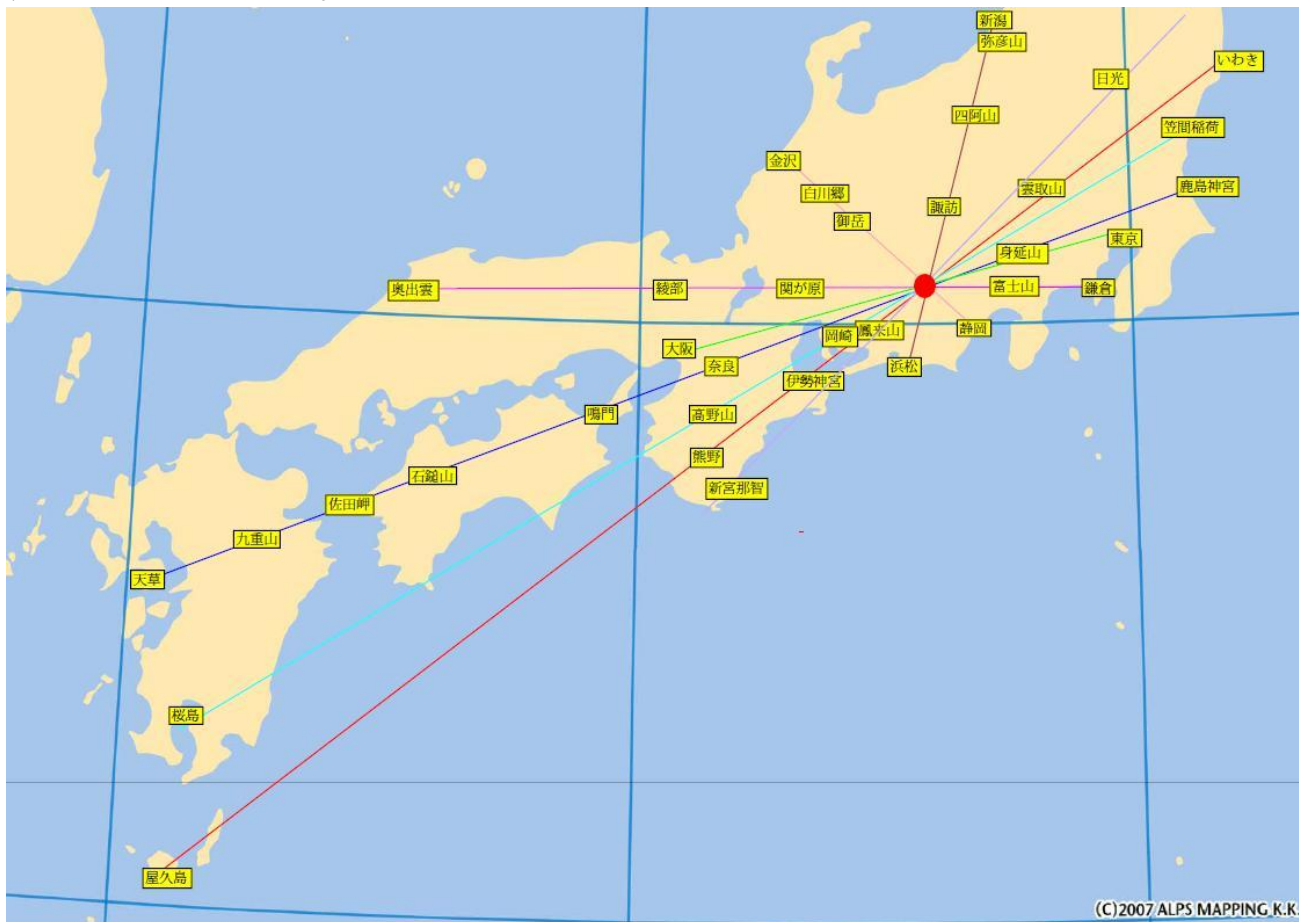 新潟
弥彦山
いわき
日光
四阿山
笠間稲荷
金沢
白川郷
雲取山
鹿島神宮
諏訪
御岳
東京
身延山
奥出雲
綾部
関が原
富士山
鎌倉
鳳来山
静岡
岡崎
大阪
奈良
浜松
伊勢神宮
鳴門
高野山
熊野
石鎚山
新宮那智
佐田岬
九重山
天草
桜島
屋久島
(C)2007 ALPS MAPPING K.K